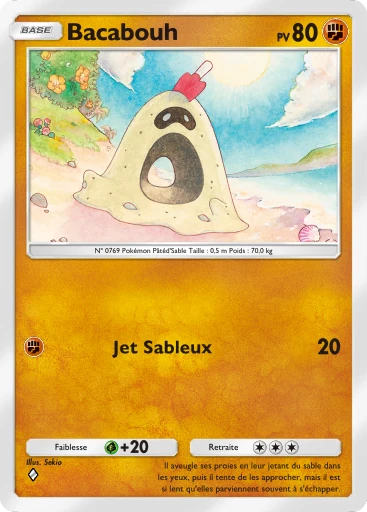 BASE Bacabouh PV 80
N° 0769 Pokémon Pâtéd'Sable Taille : 0,5 m Poids : 70,0 kg
Jet Sableux 20
Faiblesse +20 Retraite
Illus. Sekio
Il aveugle ses proies en leur jetant du sable dans
les yeux, puis il tente de les approcher, mais il est
si lent qu'elles parviennent souvent à s'échapper.